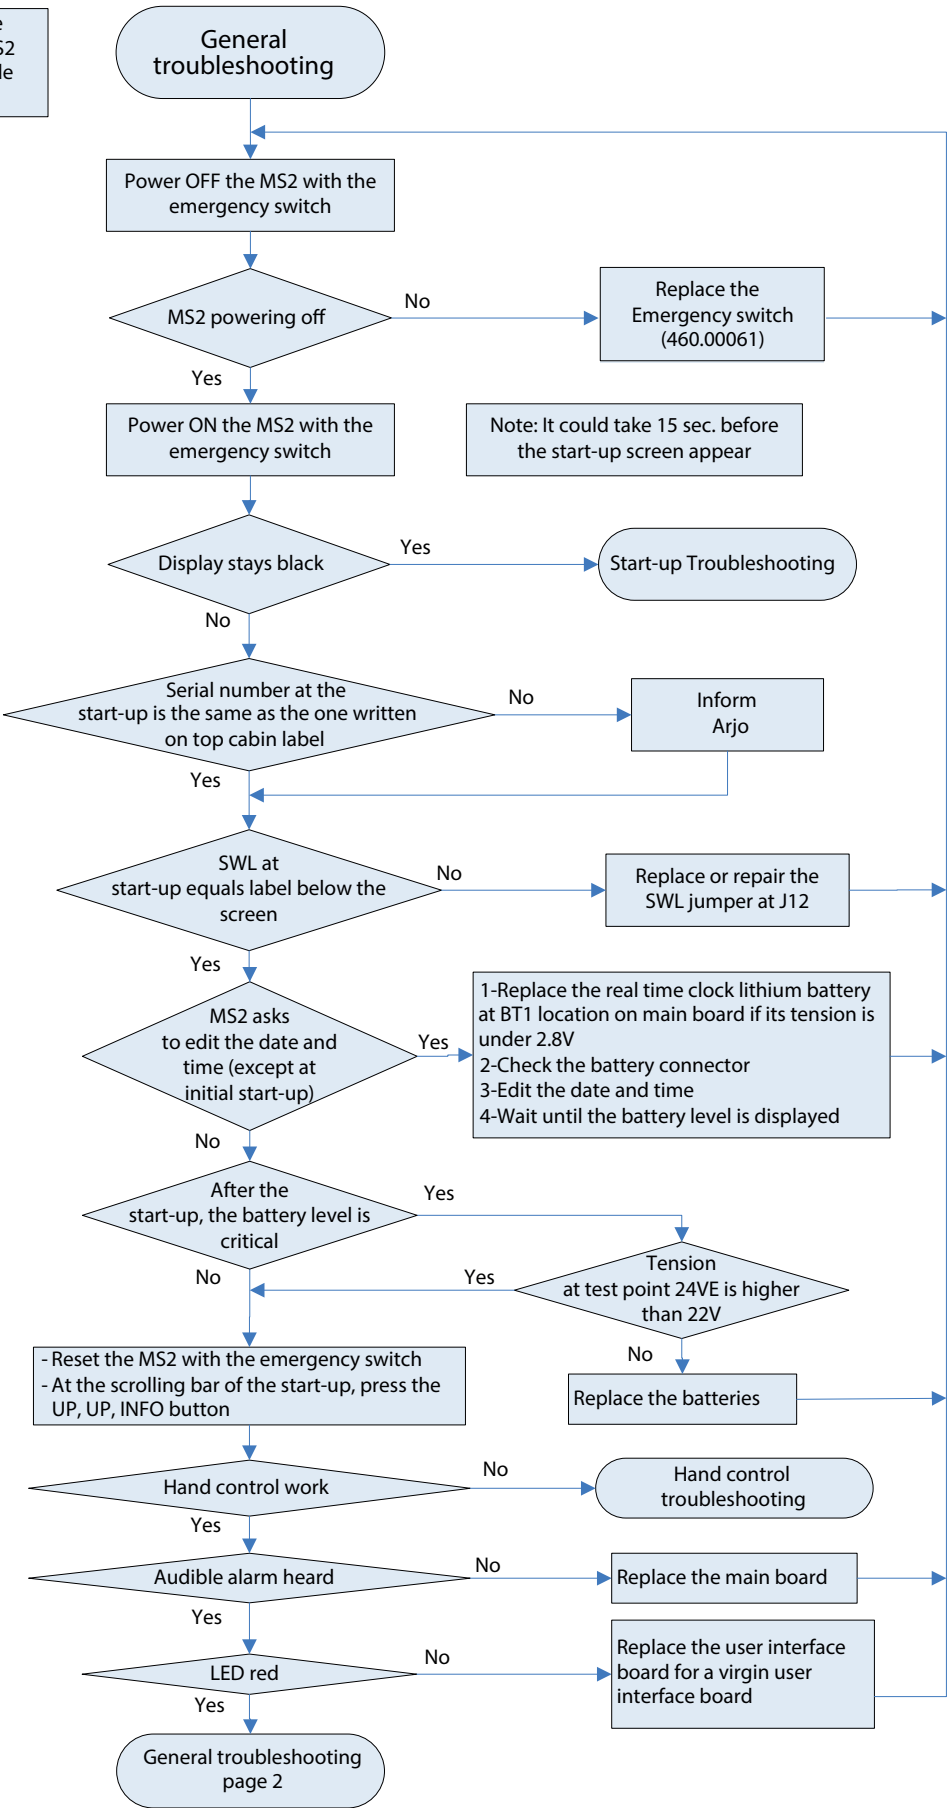 General
troubleshooting
Power OFF the MS2 with the
emergency switch
MS2 powering off
No
Replace the
Emergency switch
(460.00061)
Yes
Power ON the MS2 with the
emergency switch
Note: It could take 15 sec. before
the start-up screen appear
Display stays black
Yes
Start-up Troubleshooting
No
Serial number at the
start-up is the same as the one written
on top cabin label
No
Inform
Arjo
Yes
SWL at
start-up equals label below the
screen
No
Replace or repair the
SWL jumper at J12
Yes
MS2 asks
to edit the date and
time (except at
initial start-up)
Yes
1-Replace the real time clock lithium battery
at BT1 location on main board if its tension is
under 2.8V
2-Check the battery connector
3-Edit the date and time
4-Wait until the battery level is displayed
No
After the
start-up, the battery level is
critical
Yes
No
Tension
at test point 24VE is higher
than 22V
Yes
No
- Reset the MS2 with the emergency switch
- At the scrolling bar of the start-up, press the
UP, UP, INFO button
Replace the batteries
Hand control work
No
Hand control
troubleshooting
Yes
Audible alarm heard
No
Replace the main board
Yes
LED red
No
Replace the user interface
board for a virgin user
interface board
Yes
General troubleshooting
page 2